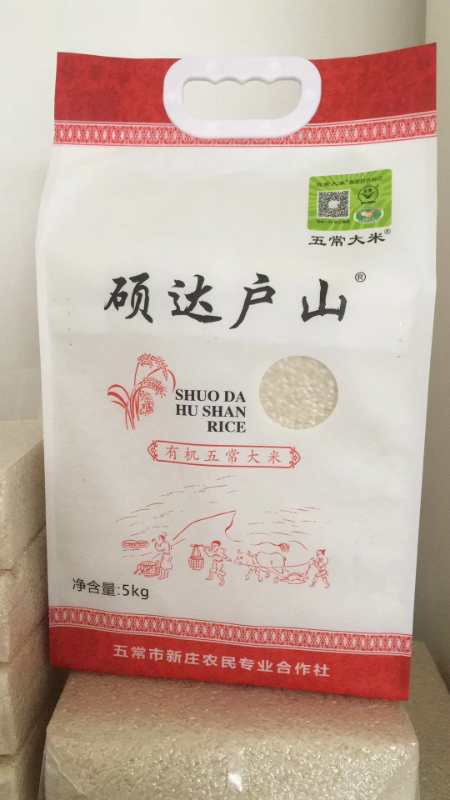 五常大米®
硕达户山®
SHUO DA
HU SHAN
RICE
有机五常大米
净含量:5kg
五常市新庄农民专业合作社